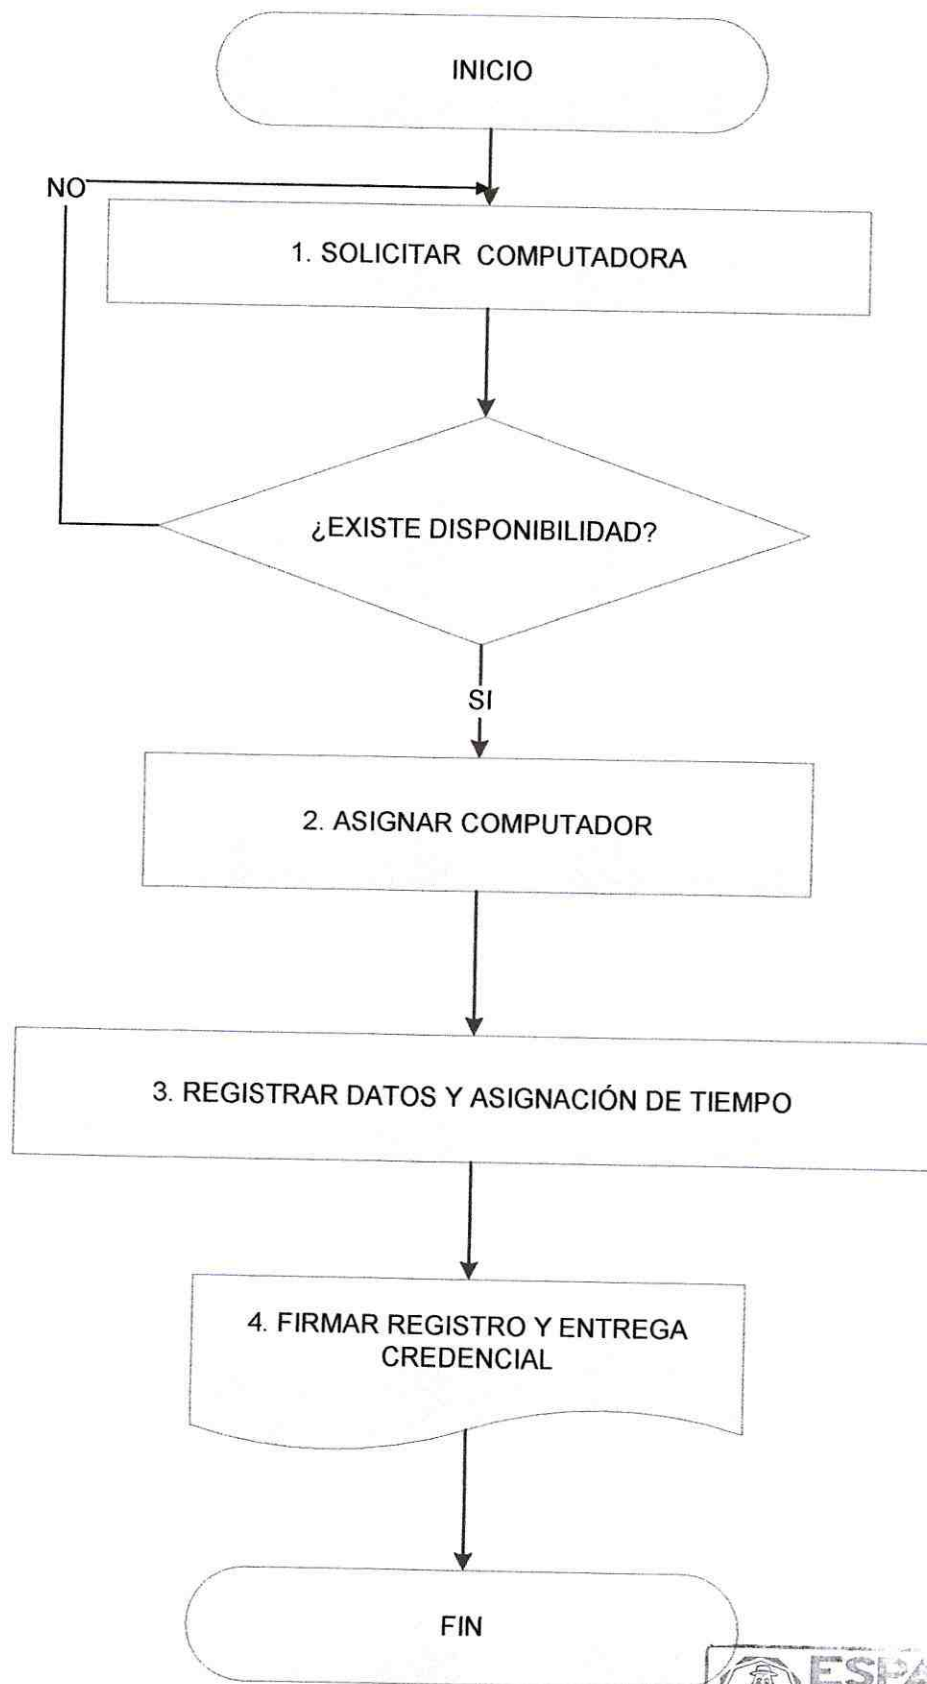 INICIO
NO
1. SOLICITAR COMPUTADORA
¿EXISTE DISPONIBILIDAD?
SI
2. ASIGNAR COMPUTADOR
3. REGISTRAR DATOS Y ASIGNACIÓN DE TIEMPO
4. FIRMAR REGISTRO Y ENTREGA
CREDENCIAL
FIN